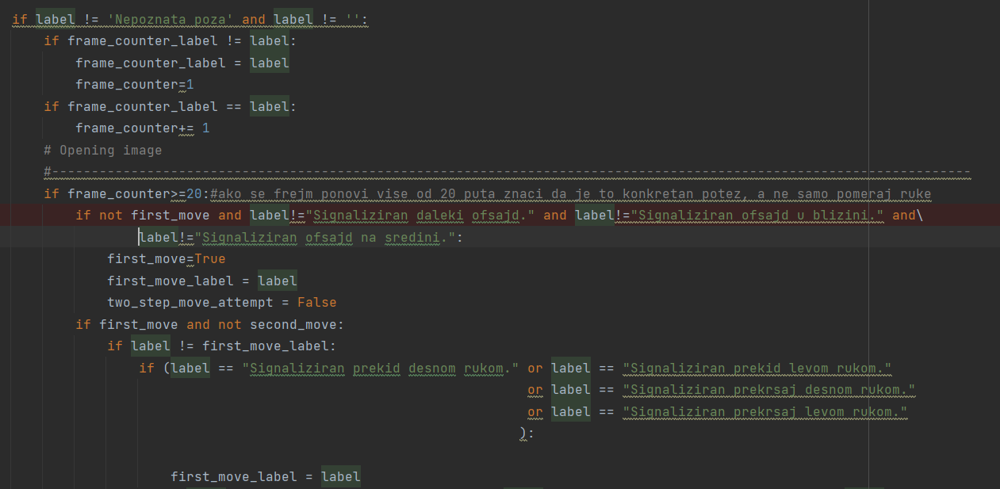 if label != 'Nepoznata poza' and label != '':
    if frame_counter_label != label:
        frame_counter_label = label
        frame_counter=1
    if frame_counter_label == label:
        frame_counter+= 1
    # Opening image
    #--------------------------------------------------------------------------------------------------------------------
    if frame_counter>=20:#ako se frejm ponovi vise od 20 puta znaci da je to konkretan potez, a ne samo pomeraj ruke
        if not first_move and label!="Signaliziran daleki ofsajd." and label!="Signaliziran ofsajd u blizini." and\
                label!="Signaliziran ofsajd na sredini.":
            first_move=True
            first_move_label = label
            two_step_move_attempt = False
        if first_move and not second_move:
            if label != first_move_label:
                if (label == "Signaliziran prekid desnom rukom." or label == "Signaliziran prekid levom rukom."
                                                                 or label == "Signaliziran prekrsaj desnom rukom."
                                                                 or label == "Signaliziran prekrsaj levom rukom."
                                                                ):
                    first_move_label = label